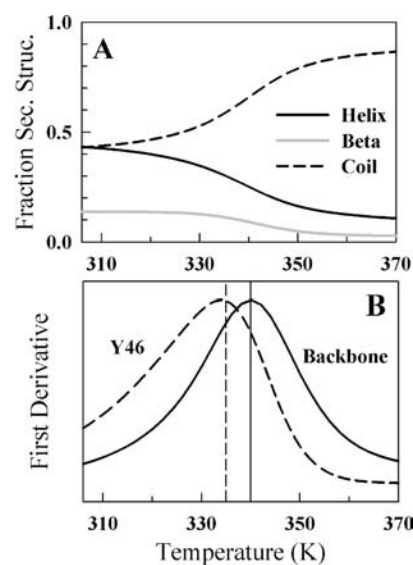 A
Fraction Sec. Struc.
1.0
0.5
0.0
Helix
Beta
Coil
310 330 350 370
B
First Derivative
Y46
Backbone
310 330 350 370
Temperature (K)